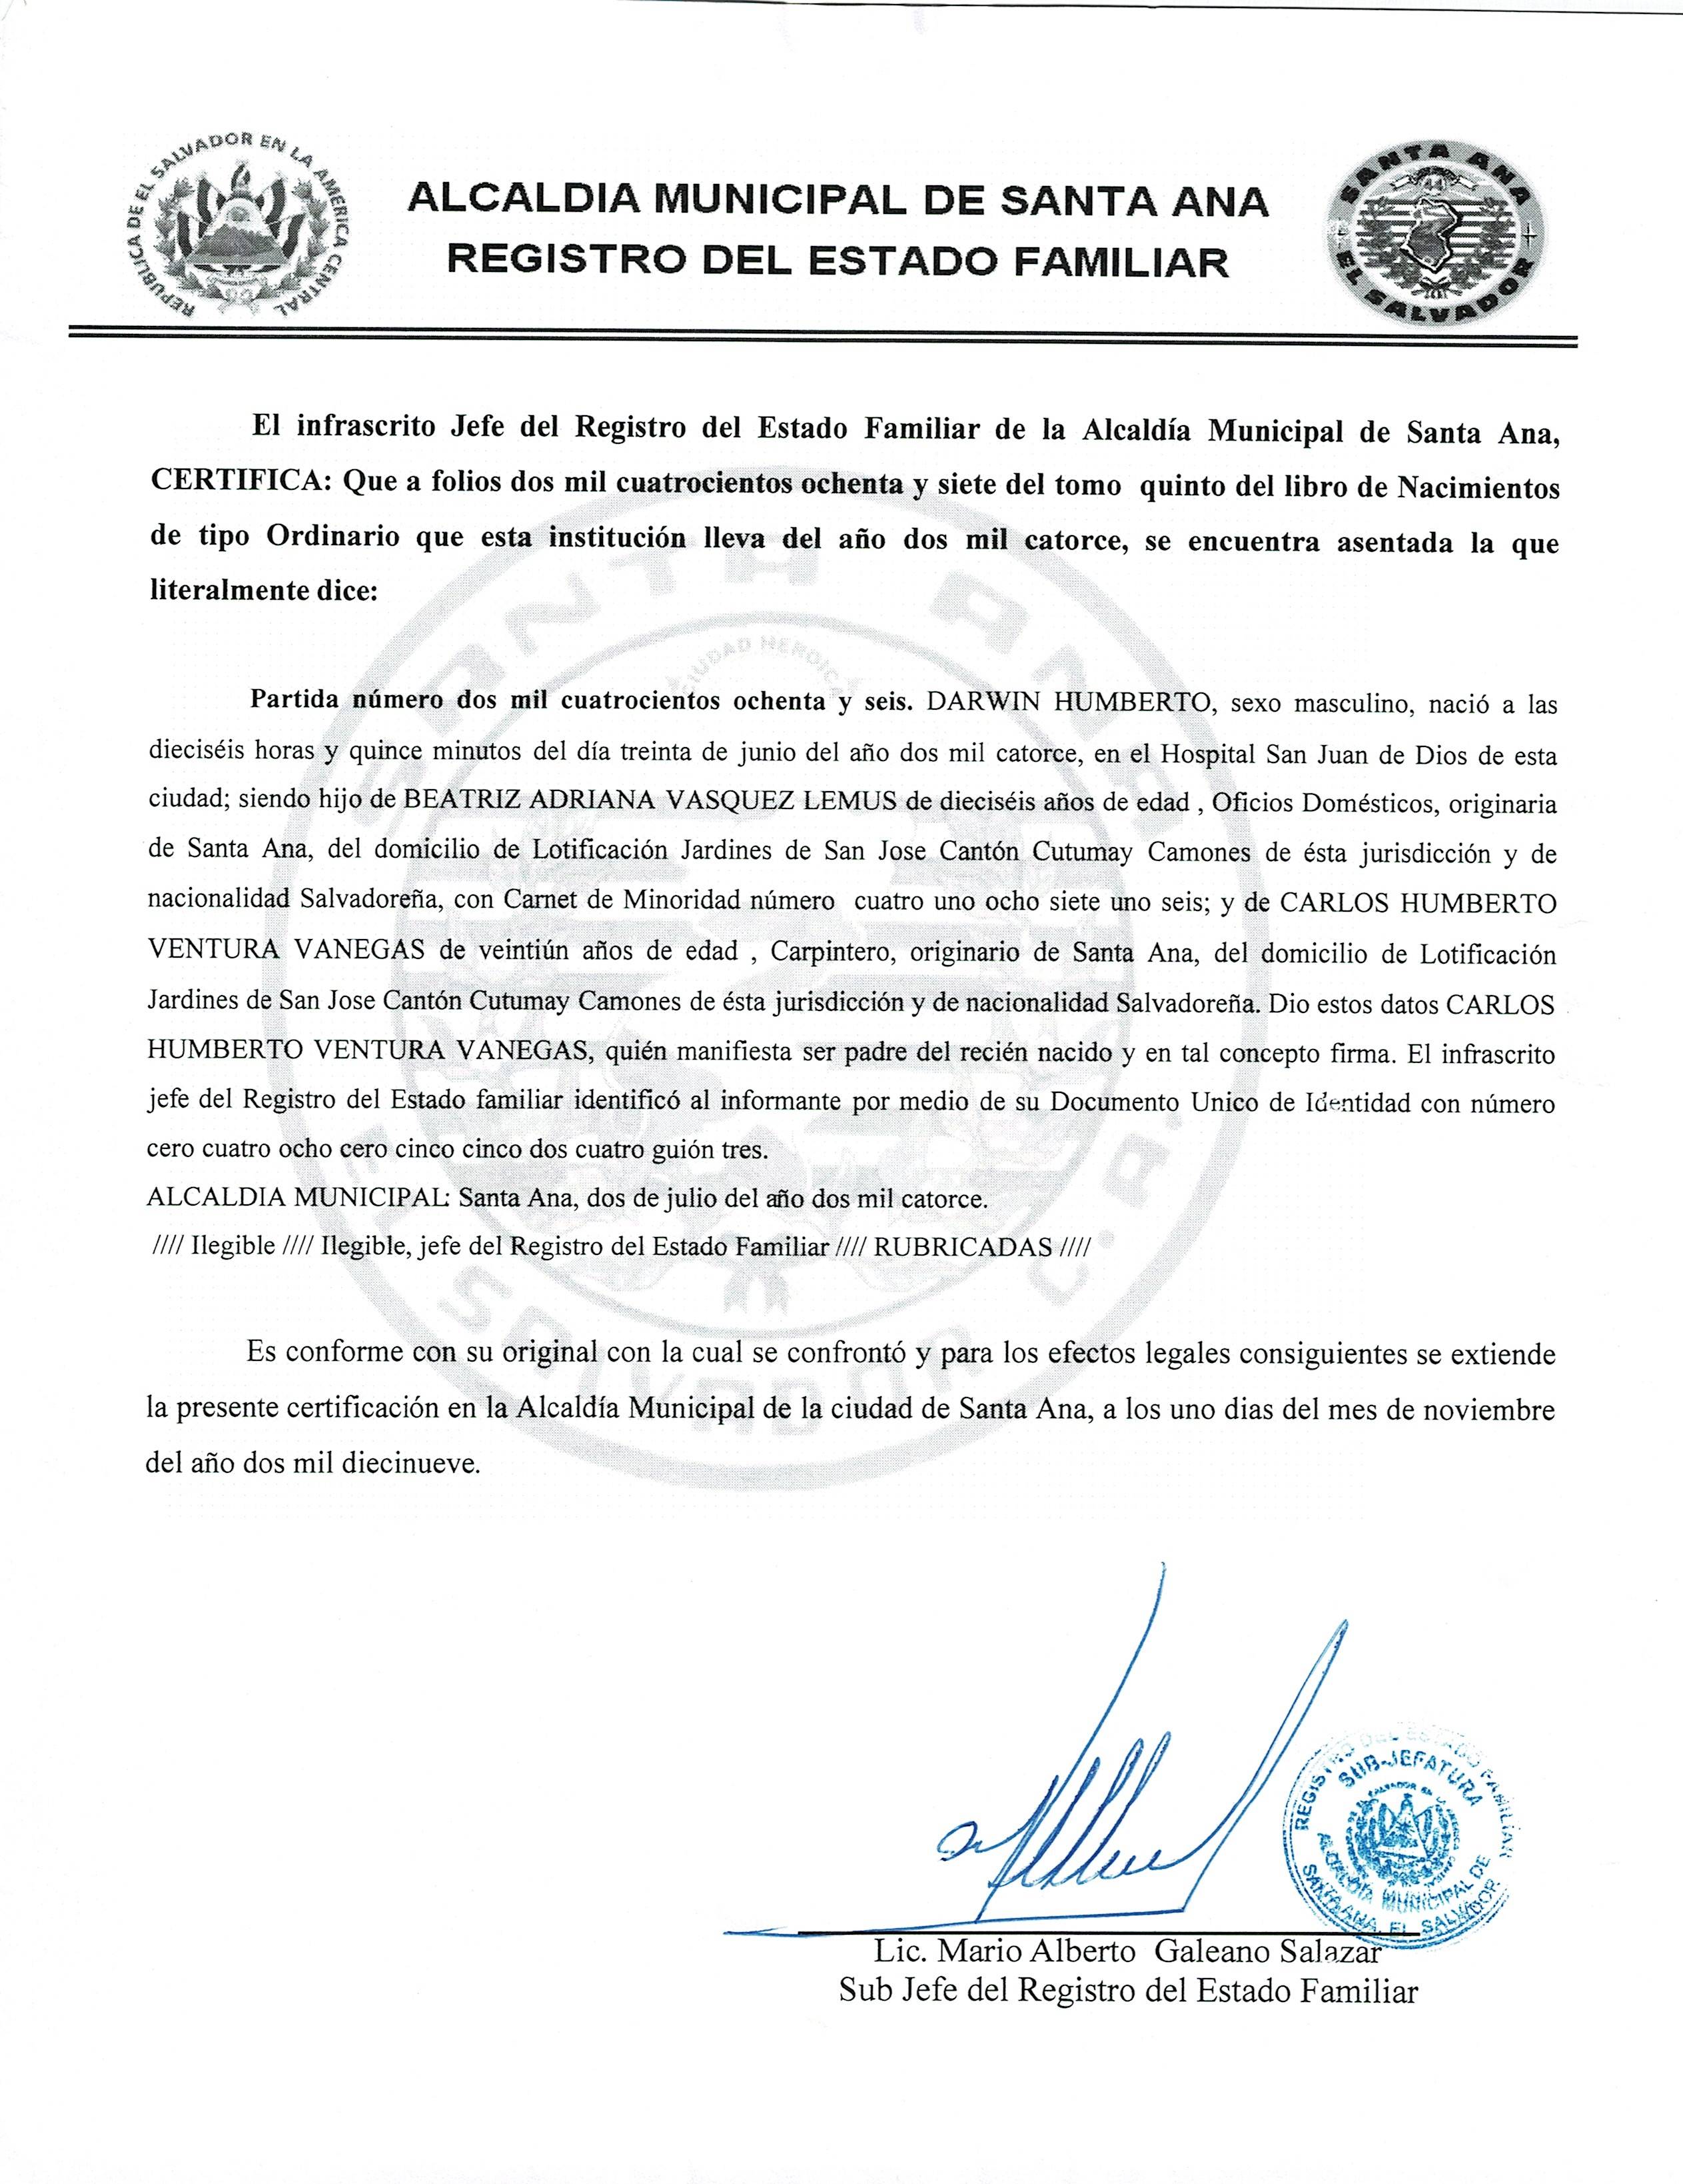 REPUBLICA DE EL SALVADOR EN LA AMERICA CENTRAL
ALCALDIA MUNICIPAL DE SANTA ANA
REGISTRO DEL ESTADO FAMILIAR
SANTA ANA
EL SALVADOR
El infrascrito Jefe del Registro del Estado Familiar de la Alcaldía Municipal de Santa Ana,
CERTIFICA: Que a folios dos mil cuatrocientos ochenta y siete del tomo quinto del libro de Nacimientos
de tipo Ordinario que esta institución lleva del año dos mil catorce, se encuentra asentada la que
literalmente dice:
CIUDAD HEROICA
Partida número dos mil cuatrocientos ochenta y seis. DARWIN HUMBERTO, sexo masculino, nació a las
dieciséis horas y quince minutos del día treinta de junio del año dos mil catorce, en el Hospital San Juan de Dios de esta
ciudad; siendo hijo de BEATRIZ ADRIANA VASQUEZ LEMUS de dieciséis años de edad , Oficios Domésticos, originaria
de Santa Ana, del domicilio de Lotificación Jardines de San Jose Cantón Cutumay Camones de ésta jurisdicción y de
nacionalidad Salvadoreña, con Carnet de Minoridad número cuatro uno ocho siete uno seis; y de CARLOS HUMBERTO
VENTURA VANEGAS de veintiún años de edad , Carpintero, originario de Santa Ana, del domicilio de Lotificación
Jardines de San Jose Cantón Cutumay Camones de ésta jurisdicción y de nacionalidad Salvadoreña. Dio estos datos CARLOS
HUMBERTO VENTURA VANEGAS, quién manifiesta ser padre del recién nacido y en tal concepto firma. El infrascrito
jefe del Registro del Estado familiar identificó al informante por medio de su Documento Unico de Identidad con número
cero cuatro ocho cero cinco cinco dos cuatro guión tres.
ALCALDIA MUNICIPAL: Santa Ana, dos de julio del año dos mil catorce.
//// Ilegible //// Ilegible, jefe del Registro del Estado Familiar //// RUBRICADAS ////
SANTA ANA
EL SALVADOR C.A.
Es conforme con su original con la cual se confrontó y para los efectos legales consiguientes se extiende
la presente certificación en la Alcaldía Municipal de la ciudad de Santa Ana, a los uno dias del mes de noviembre
del año dos mil diecinueve.
REGISTRO DEL ESTADO FAMILIAR
SUB-JEFATURA
ALCALDIA MUNICIPAL DE
SANTA ANA, EL SALVADOR
Lic. Mario Alberto Galeano Salazar
Sub Jefe del Registro del Estado Familiar